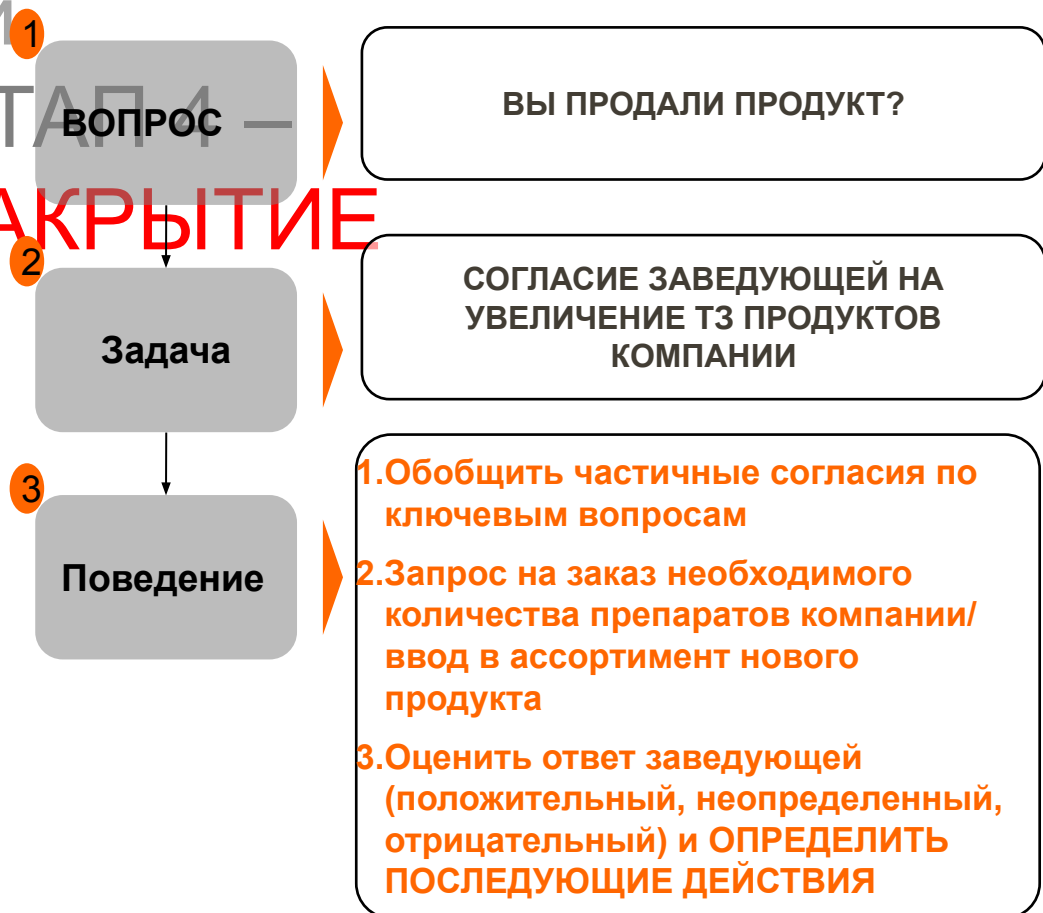 1
ТАП 4 –
АКРЫТИЕ
ВОПРОС
ВЫ ПРОДАЛИ ПРОДУКТ?
2
Задача
СОГЛАСИЕ ЗАВЕДУЮЩЕЙ НА
УВЕЛИЧЕНИЕ ТЗ ПРОДУКТОВ
КОМПАНИИ
3
Поведение
1.Обобщить частичные согласия по
ключевым вопросам
2.Запрос на заказ необходимого
количества препаратов компании/
ввод в ассортимент нового
продукта
3.Оценить ответ заведующей
(положительный, неопределенный,
отрицательный) и ОПРЕДЕЛИТЬ
ПОСЛЕДУЮЩИЕ ДЕЙСТВИЯ